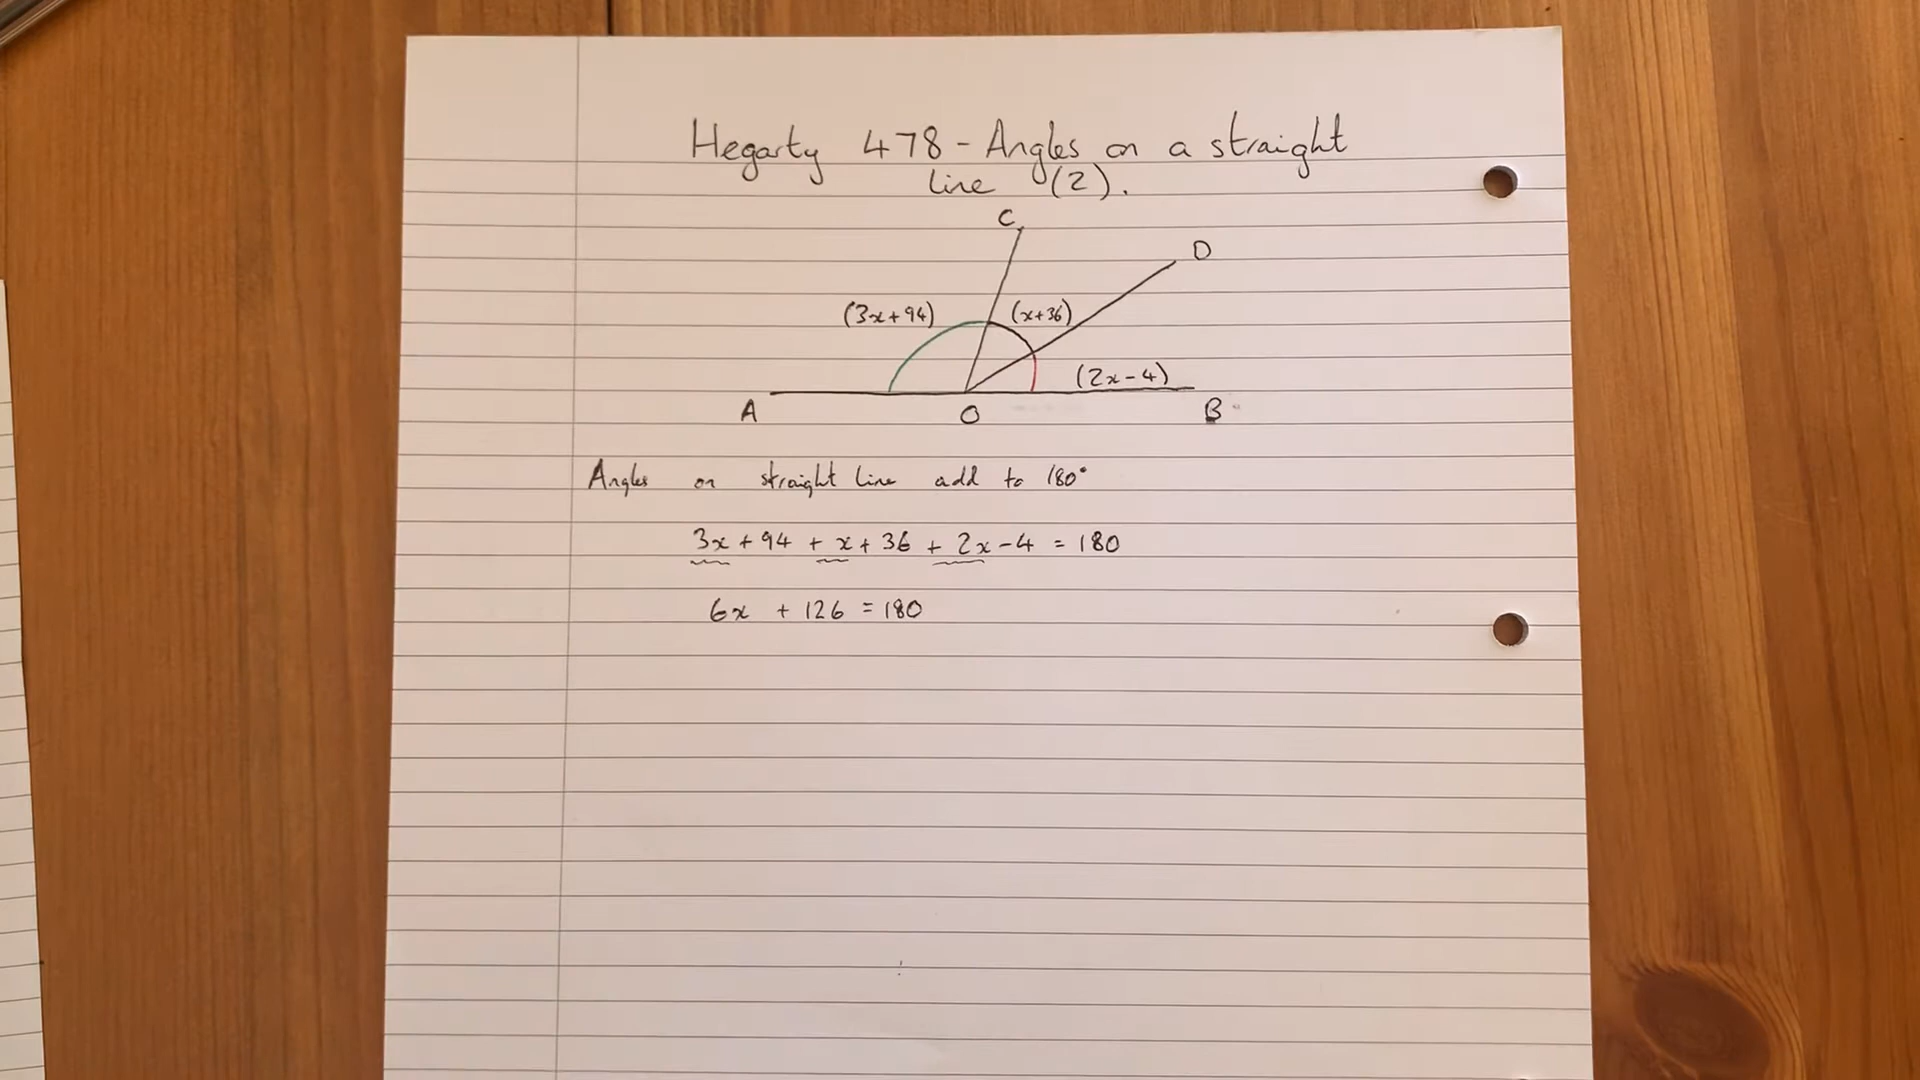 Hegarty 478 - Angles on a straight
line (2).
C
D
(3x+94)
(x+36)
(2x-4)
A
O
B
Angles on straight line add to 180°
3x + 94 + x + 36 + 2x - 4 = 180
6x + 126 = 180